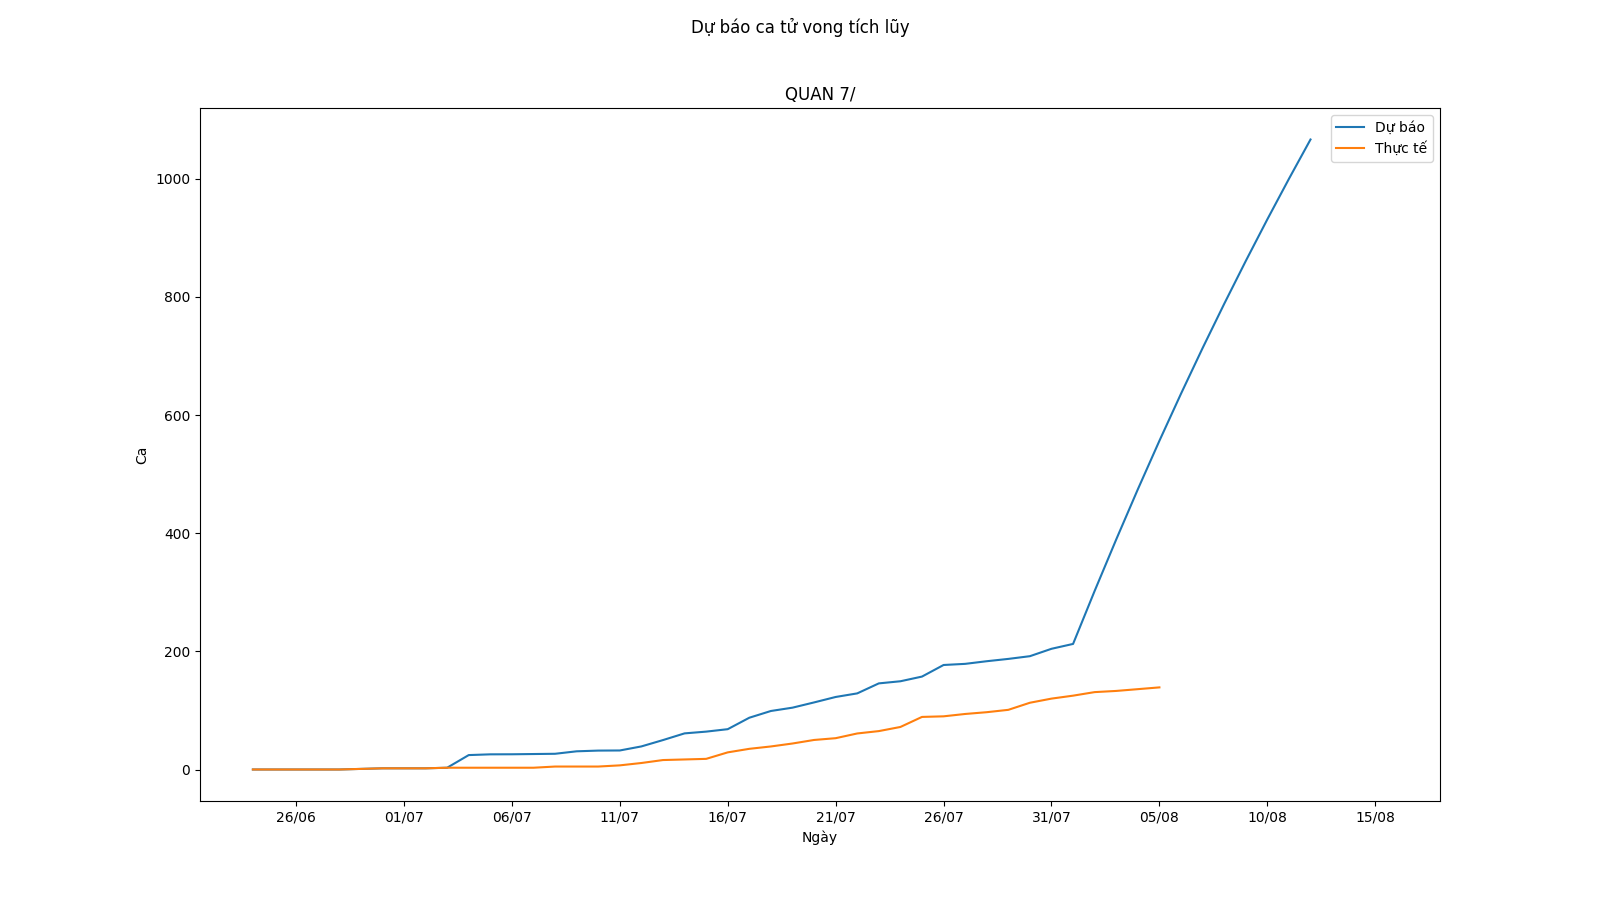 Dự báo ca tử vong tích lũy
QUAN 7/
Dự báo
Thực tế
1000
800
600
400
200
0
Ca
26/06 01/07 06/07 11/07 16/07 21/07 26/07 31/07 05/08 10/08 15/08
Ngày